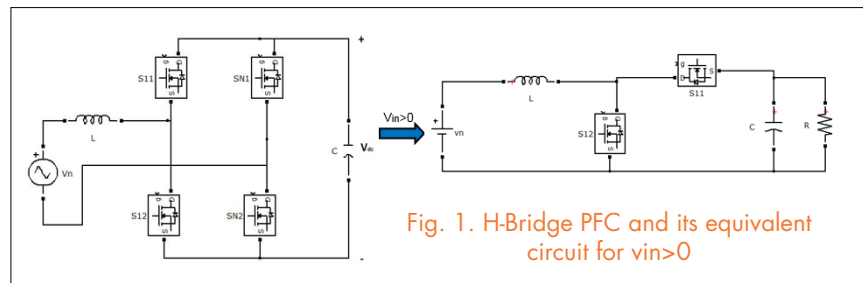 +
S11
g
D
S
SN1
g
D
S
L
+
Vn
C
Vdc
S12
g
D
S
SN2
g
D
S
-
Vin>0
L
g
D
S
S11
+
vn
S12
g
D
S
+
C
+
R
Fig. 1. H-Bridge PFC and its equivalent
circuit for vin>0